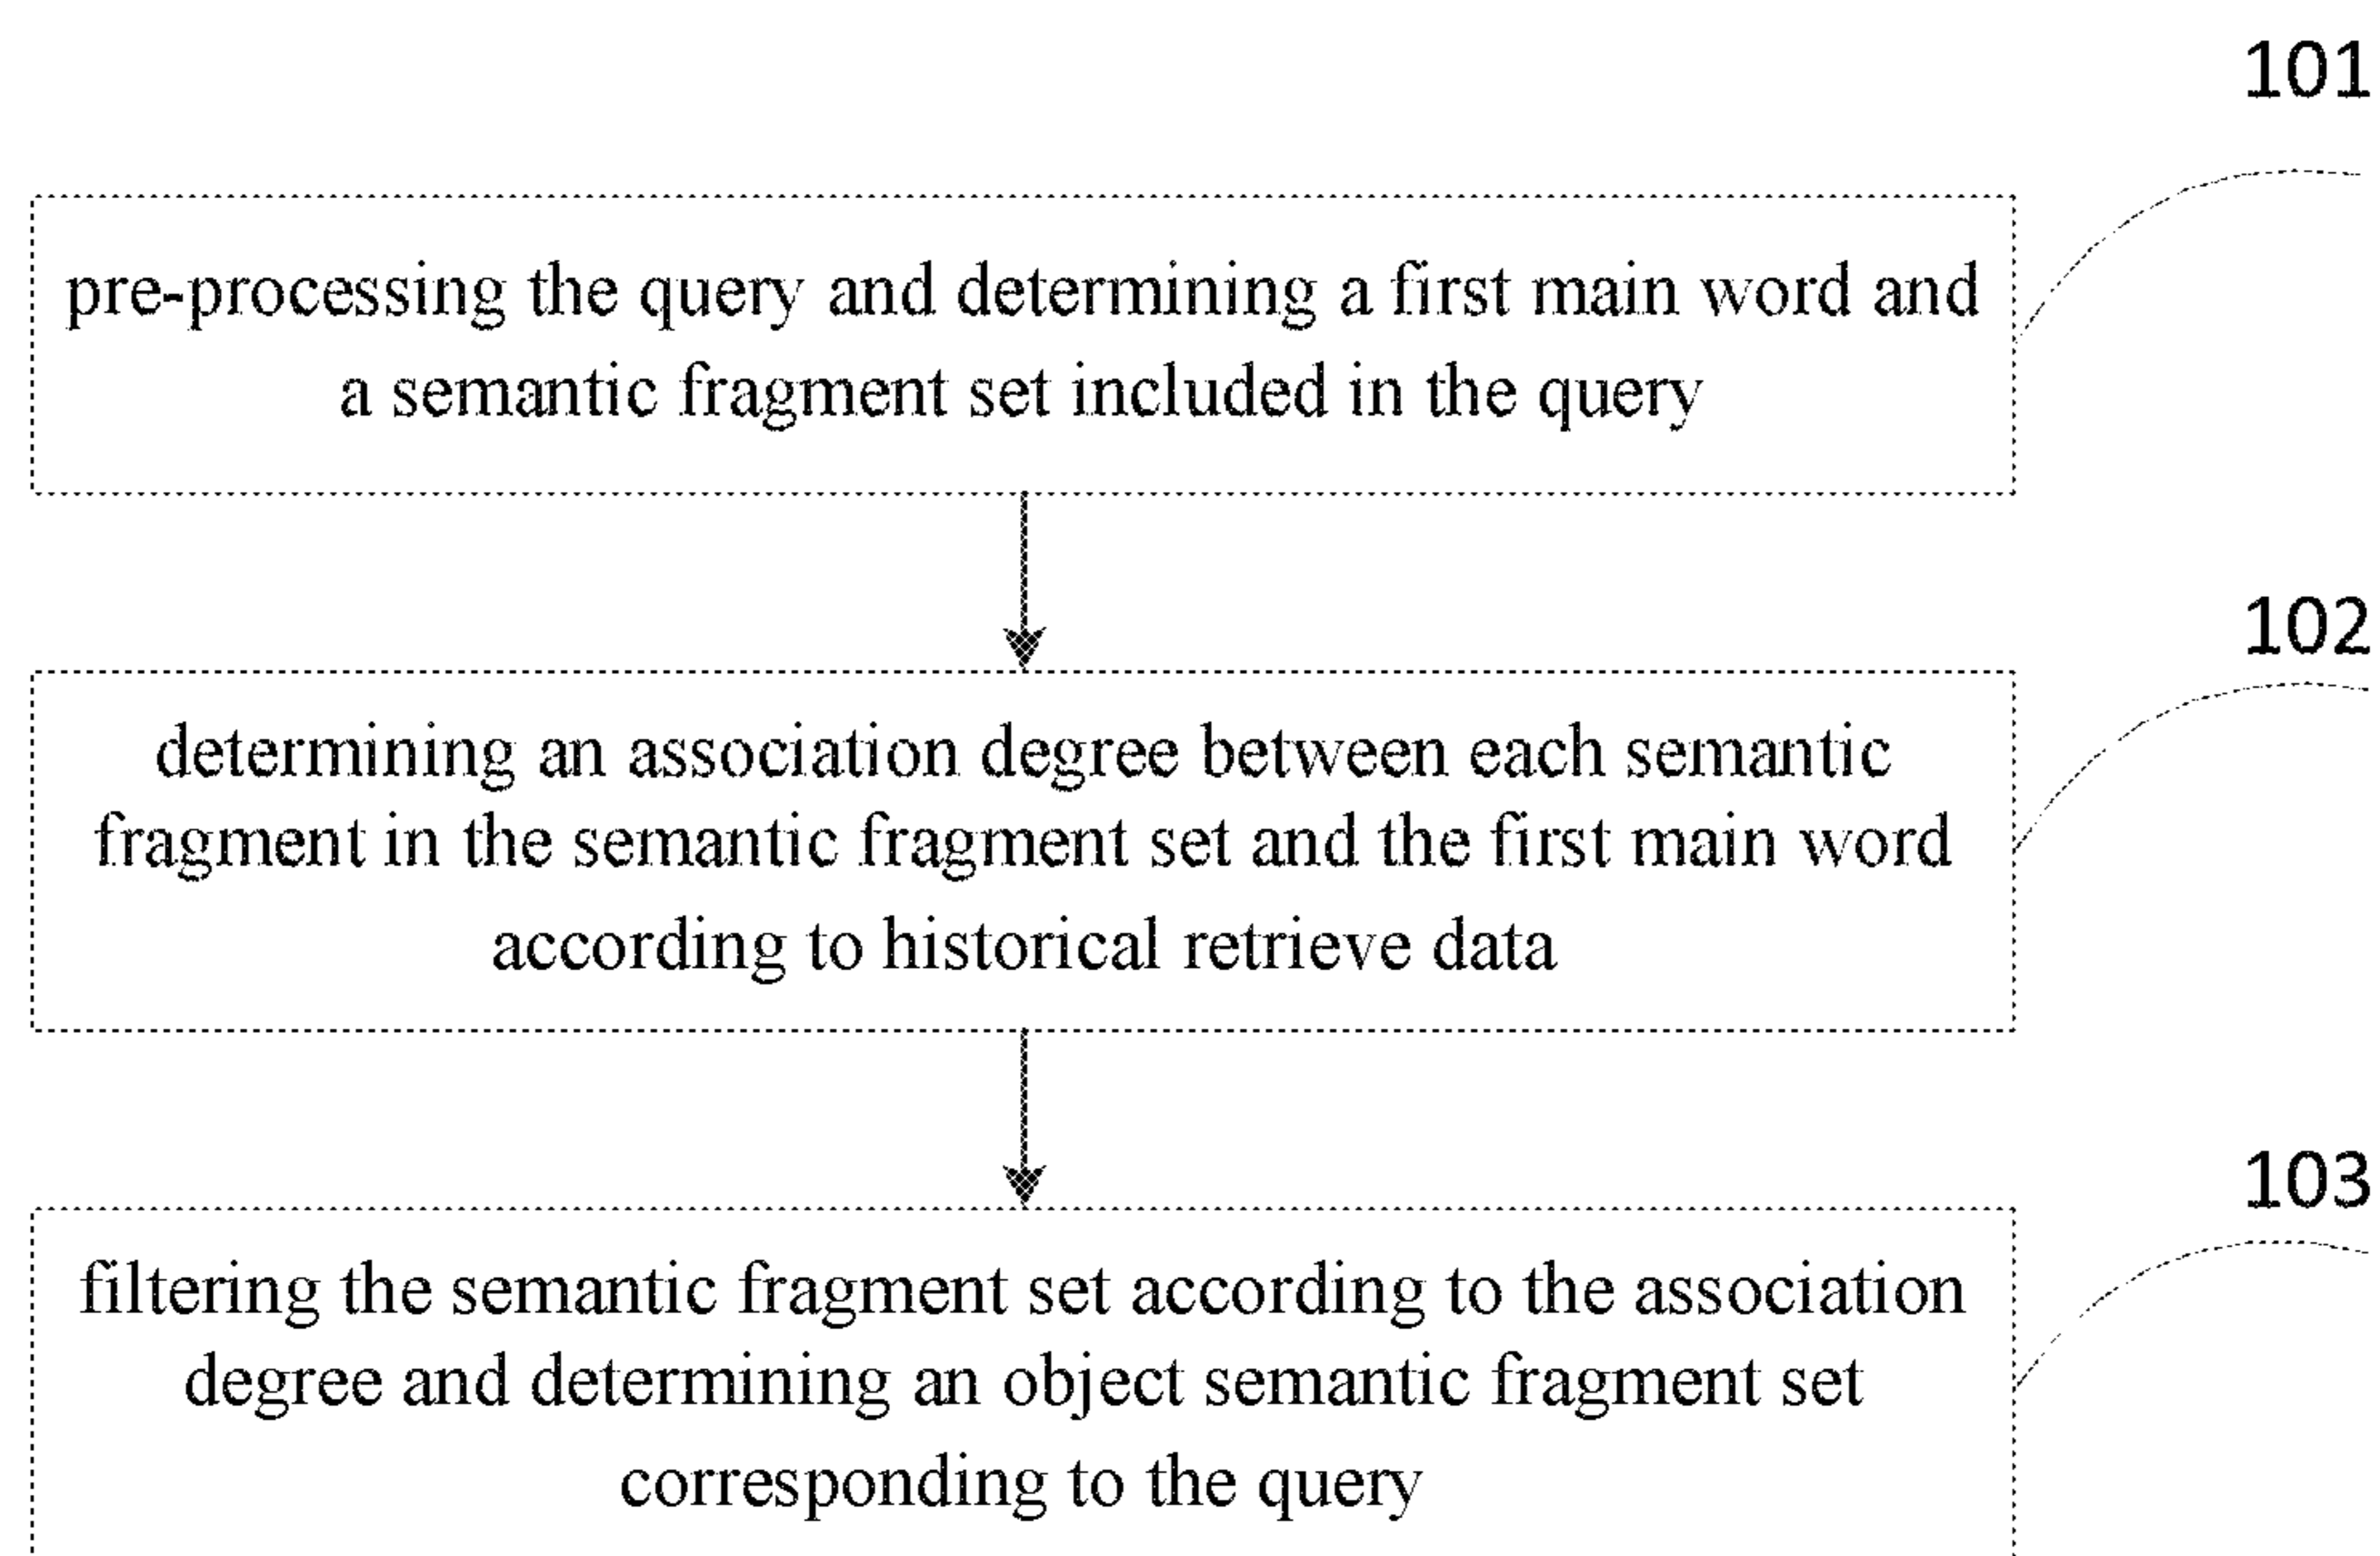 101
pre-processing the query and determining a first main word and
a semantic fragment set included in the query
102
determining an association degree between each semantic
fragment in the semantic fragment set and the first main word
according to historical retrieve data
103
filtering the semantic fragment set according to the association
degree and determining an object semantic fragment set
corresponding to the query